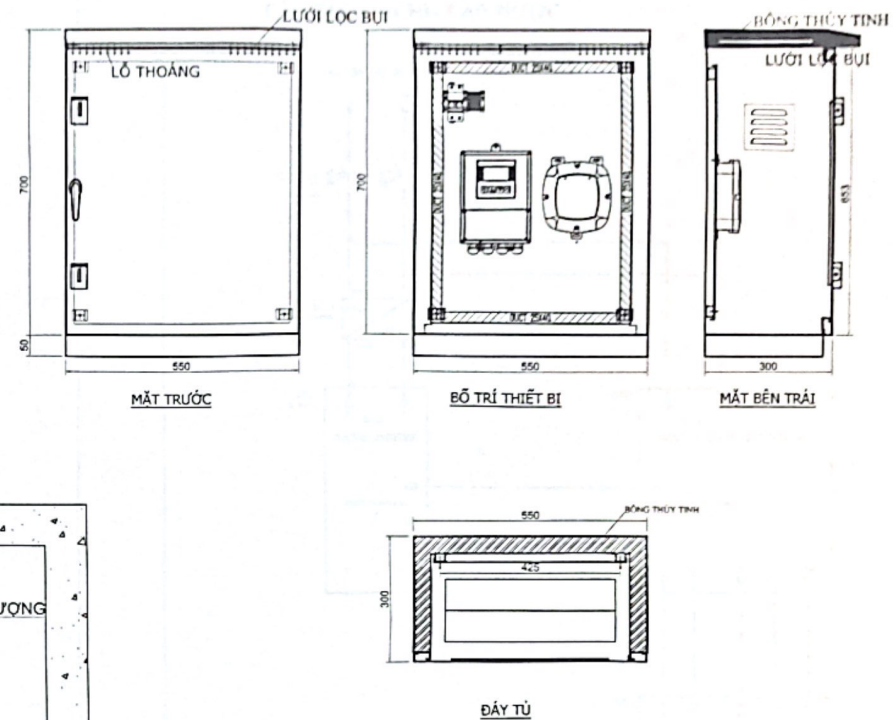 LƯỚI LỌC BỤI
BÔNG THỦY TINH
LỖ THOÁNG
LƯỚI LỌC BỤI
700
50
550
MẶT TRƯỚC
700
550
BỐ TRÍ THIẾT BỊ
653
300
MẶT BÊN TRÁI
550
BÔNG THỦY TINH
425
300
ƯỢNG
ĐÁY TỦ